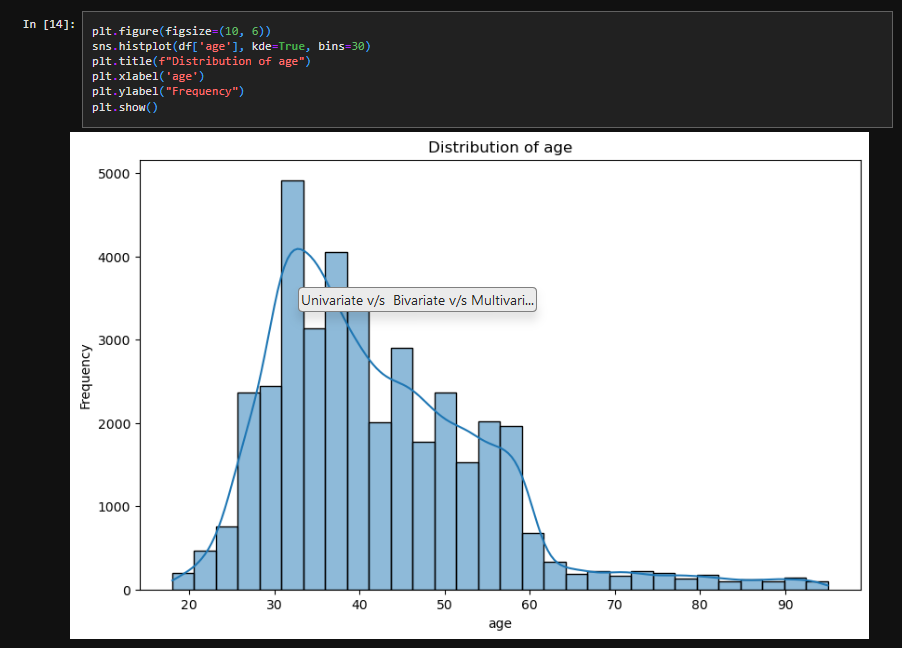 In [14]:
plt.figure(figsize=(10, 6))
sns.histplot(df['age'], kde=True, bins=30)
plt.title(f"Distribution of age")
plt.xlabel('age')
plt.ylabel("Frequency")
plt.show()
Distribution of age
5000
4000
3000
2000
1000
0
Frequency
Univariate v/s  Bivariate v/s Multivari...
20 30 40 50 60 70 80 90
age